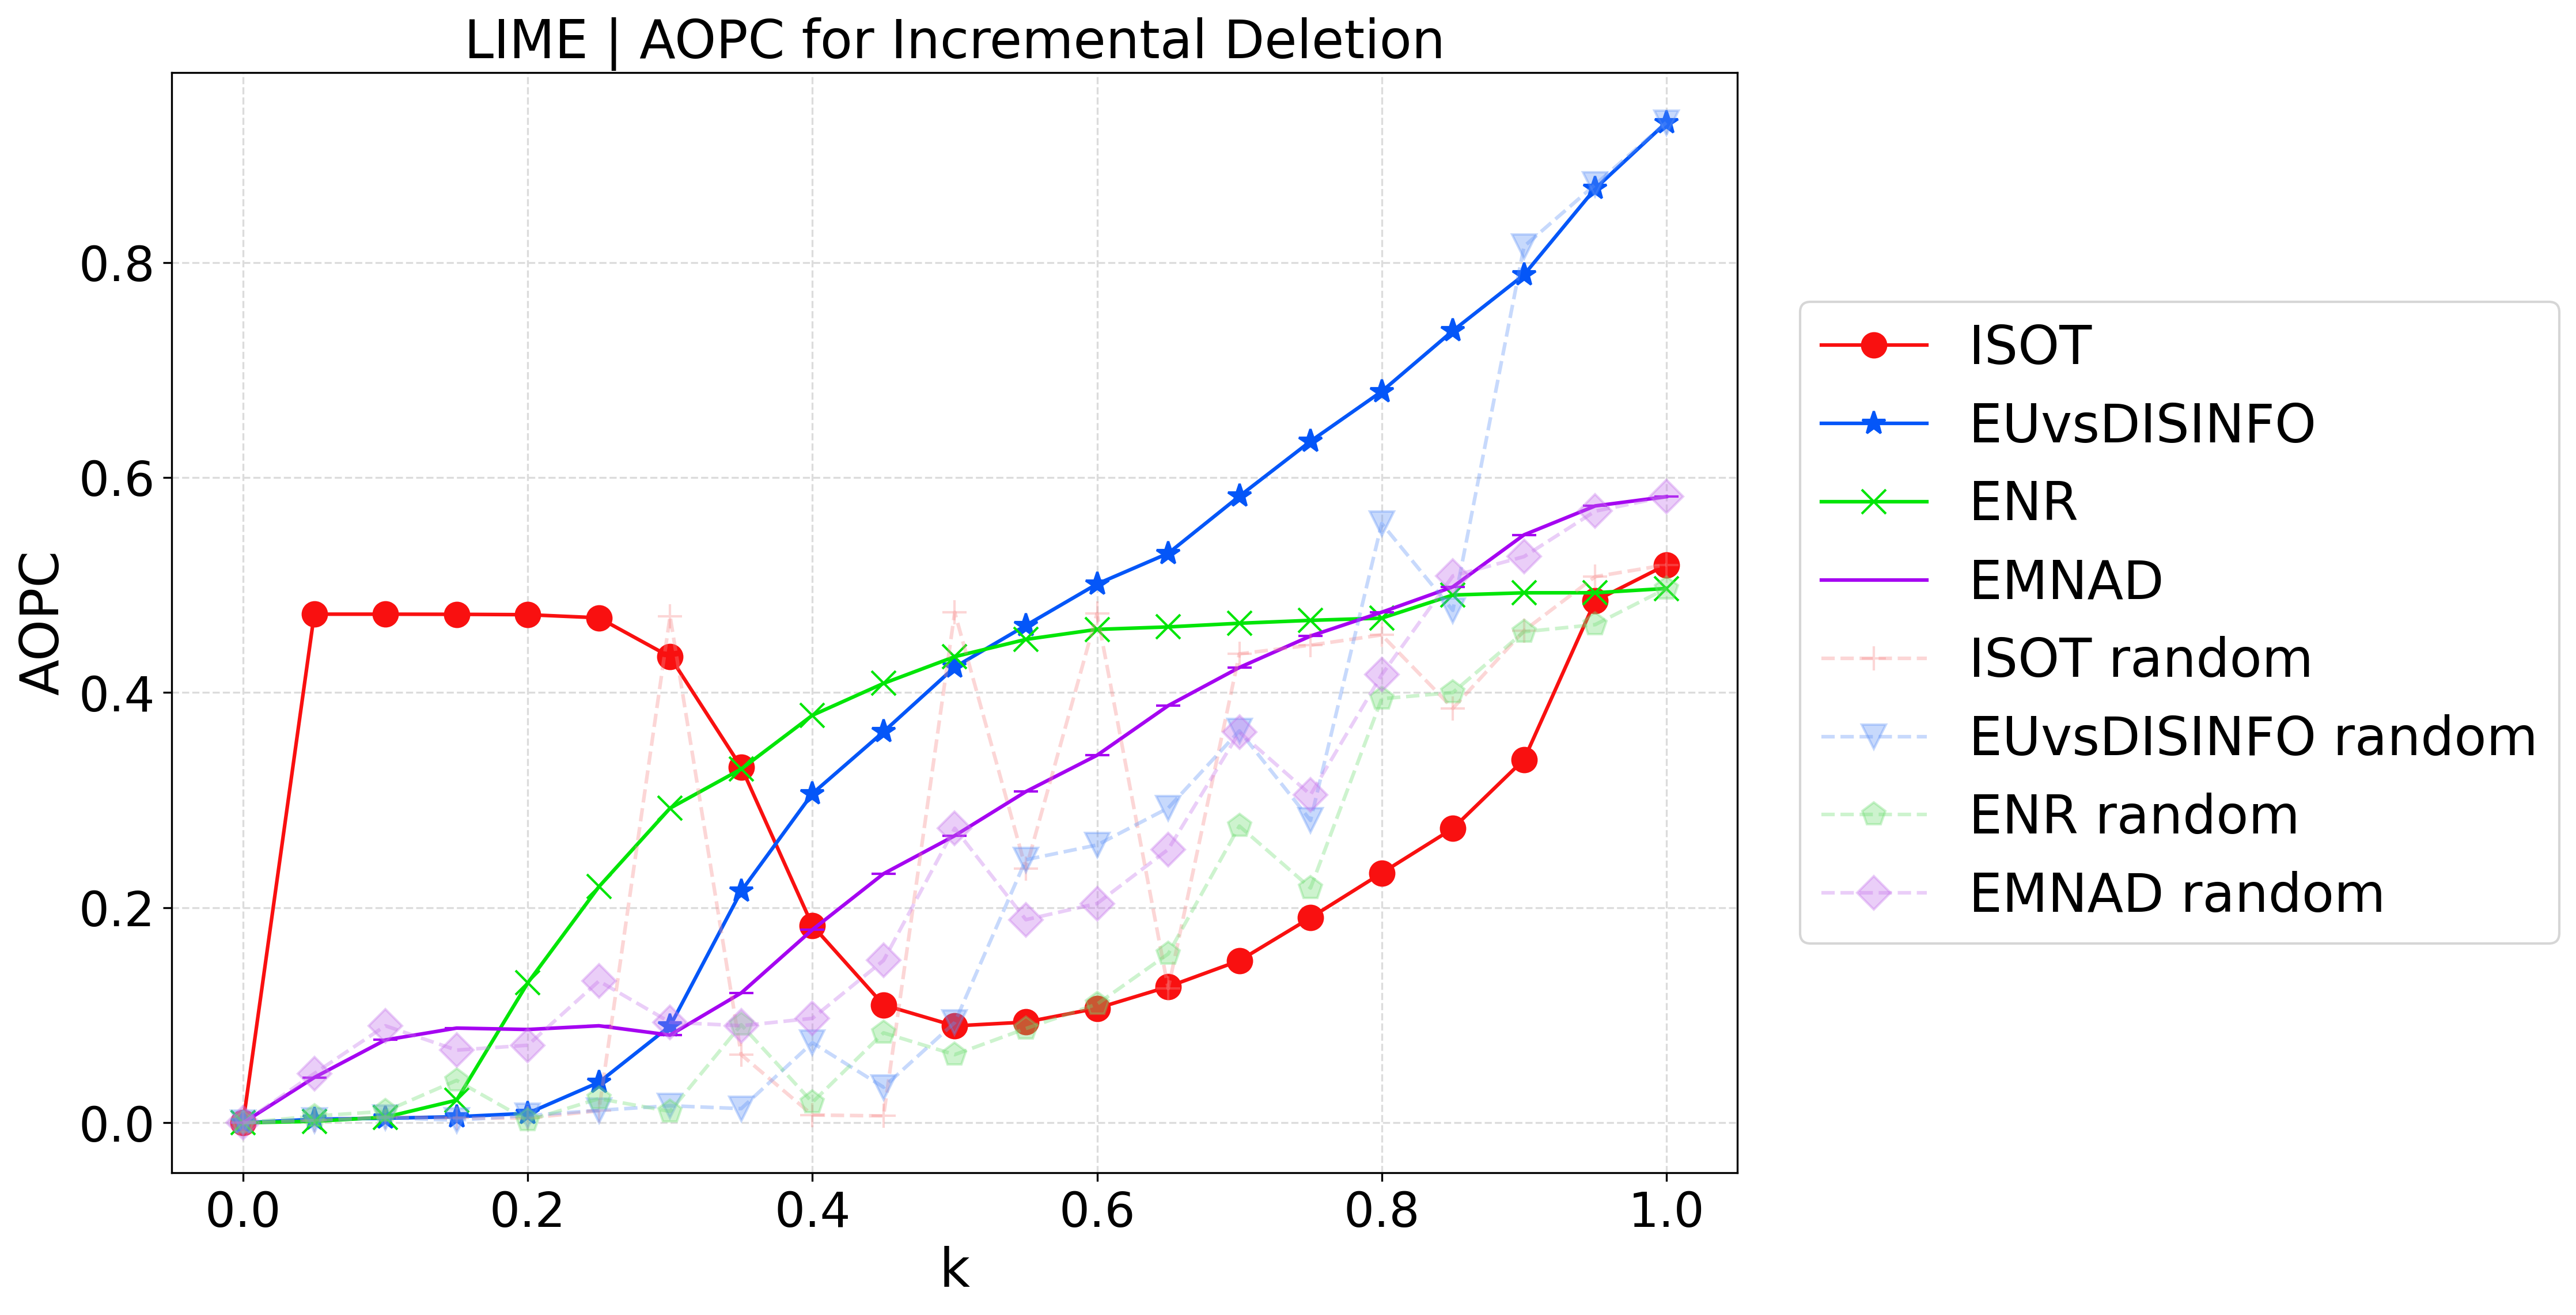 LIME | AOPC for Incremental Deletion
AOPC
0.8
0.6
0.4
0.2
0.0
0.0 0.2 0.4 0.6 0.8 1.0
k
ISOT
EUvsDISINFO
ENR
EMNAD
ISOT random
EUvsDISINFO random
ENR random
EMNAD random